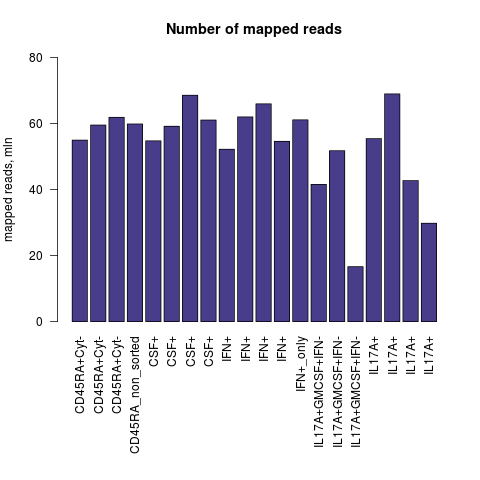 Number of mapped reads
mapped reads, mln
80
60
40
20
0
CD45RA+Cyt-
CD45RA+Cyt-
CD45RA+Cyt-
CD45RA_non_sorted
CSF+
CSF+
CSF+
CSF+
IFN+
IFN+
IFN+
IFN+
IFN+_only
IL17A+GMCSF+IFN-
IL17A+GMCSF+IFN-
IL17A+GMCSF+IFN-
IL17A+
IL17A+
IL17A+
IL17A+